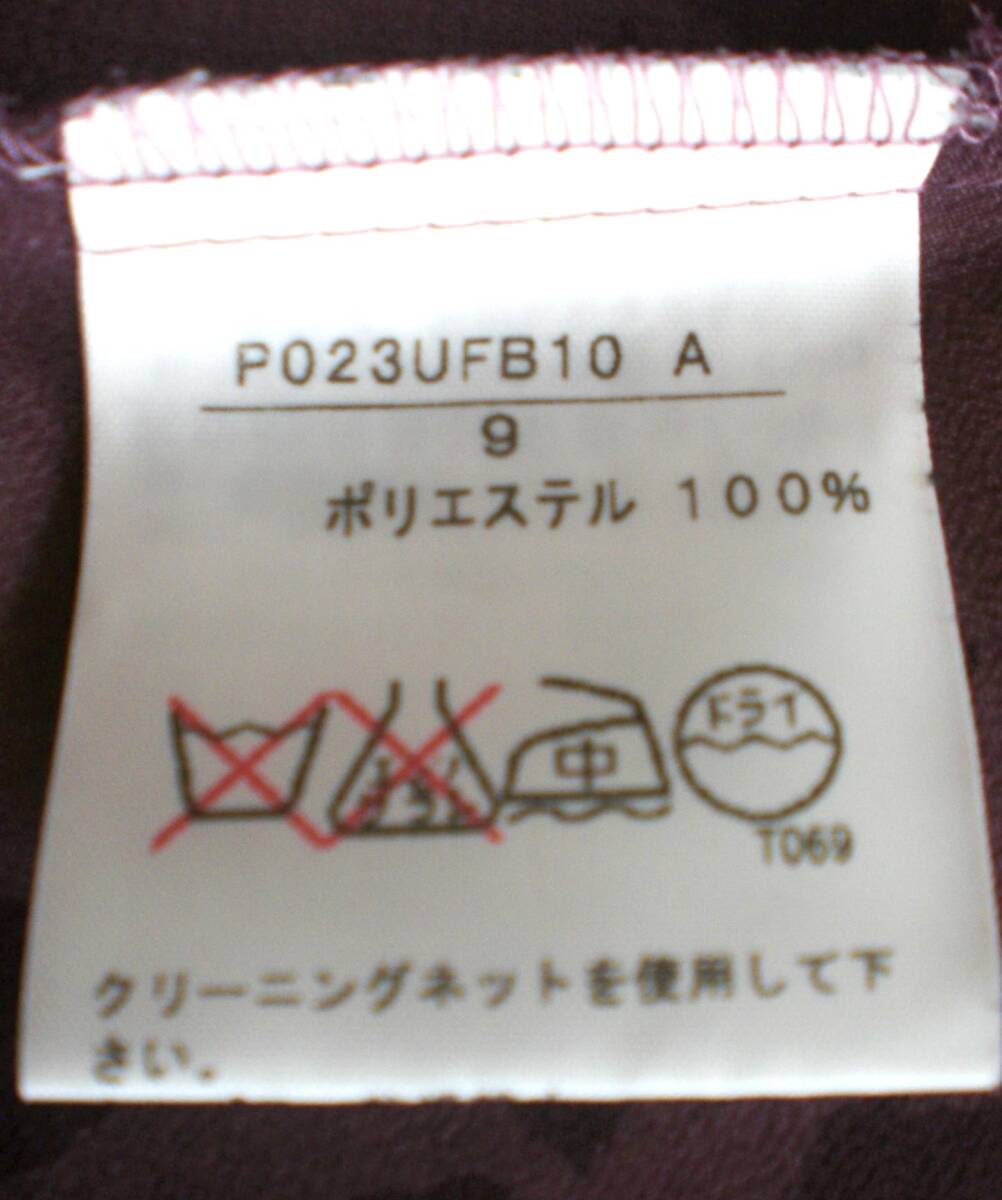 P023UFB10 A
9
ポリエステル 100%
中
ドライ
T069
クリーニングネットを使用して下
さい。